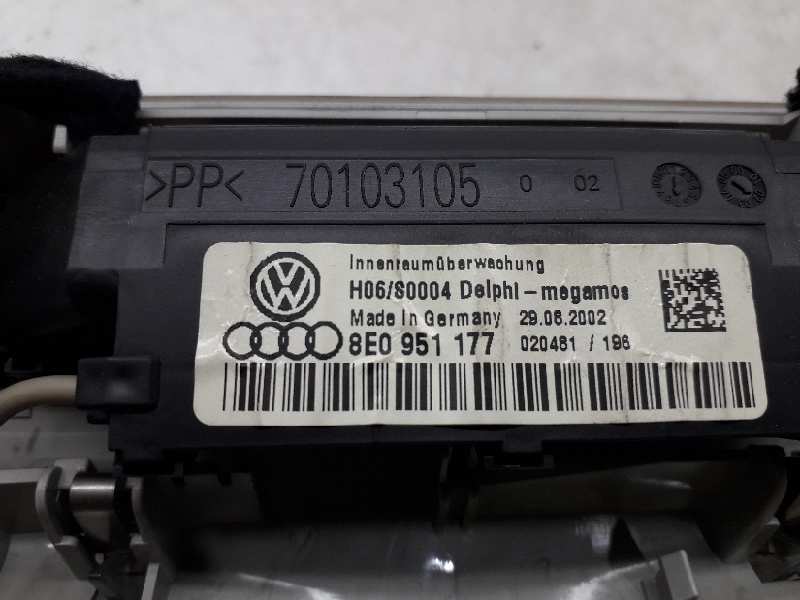 >PP< 70103105 0 02
Innenraumüberwachung
H06/S0004 Delphi-megamos
Made in Germany 29.06.2002
8E0 951 177 020461 / 196